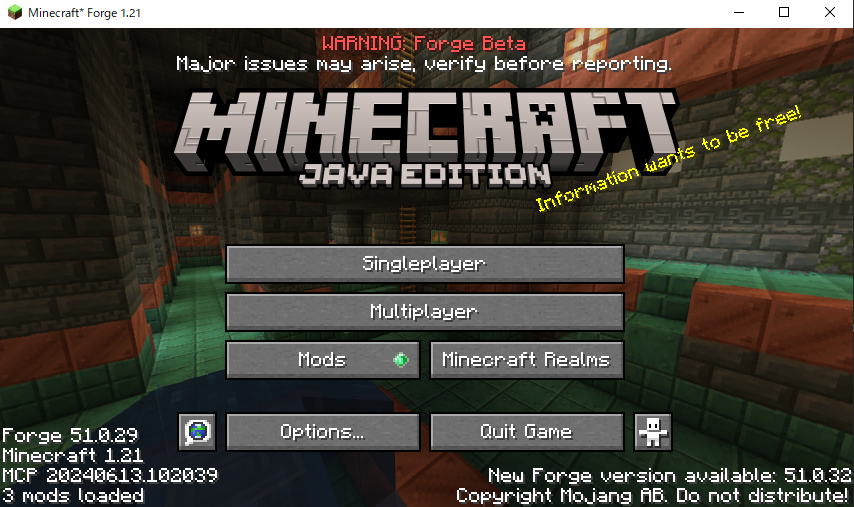 Minecraft* Forge 1.21
WARNING: Forge Beta
Major issues may arise, verify before reporting.
MINECRAFT
JAVA EDITION
Information wants to be free!
Singleplayer
Multiplayer
Mods
Minecraft Realms
Options...
Quit Game
Forge 51.0.29
Minecraft 1.21
MCP 20240613.102039
3 mods loaded
New Forge version available: 51.0.32
Copyright Mojang AB. Do not distribute!